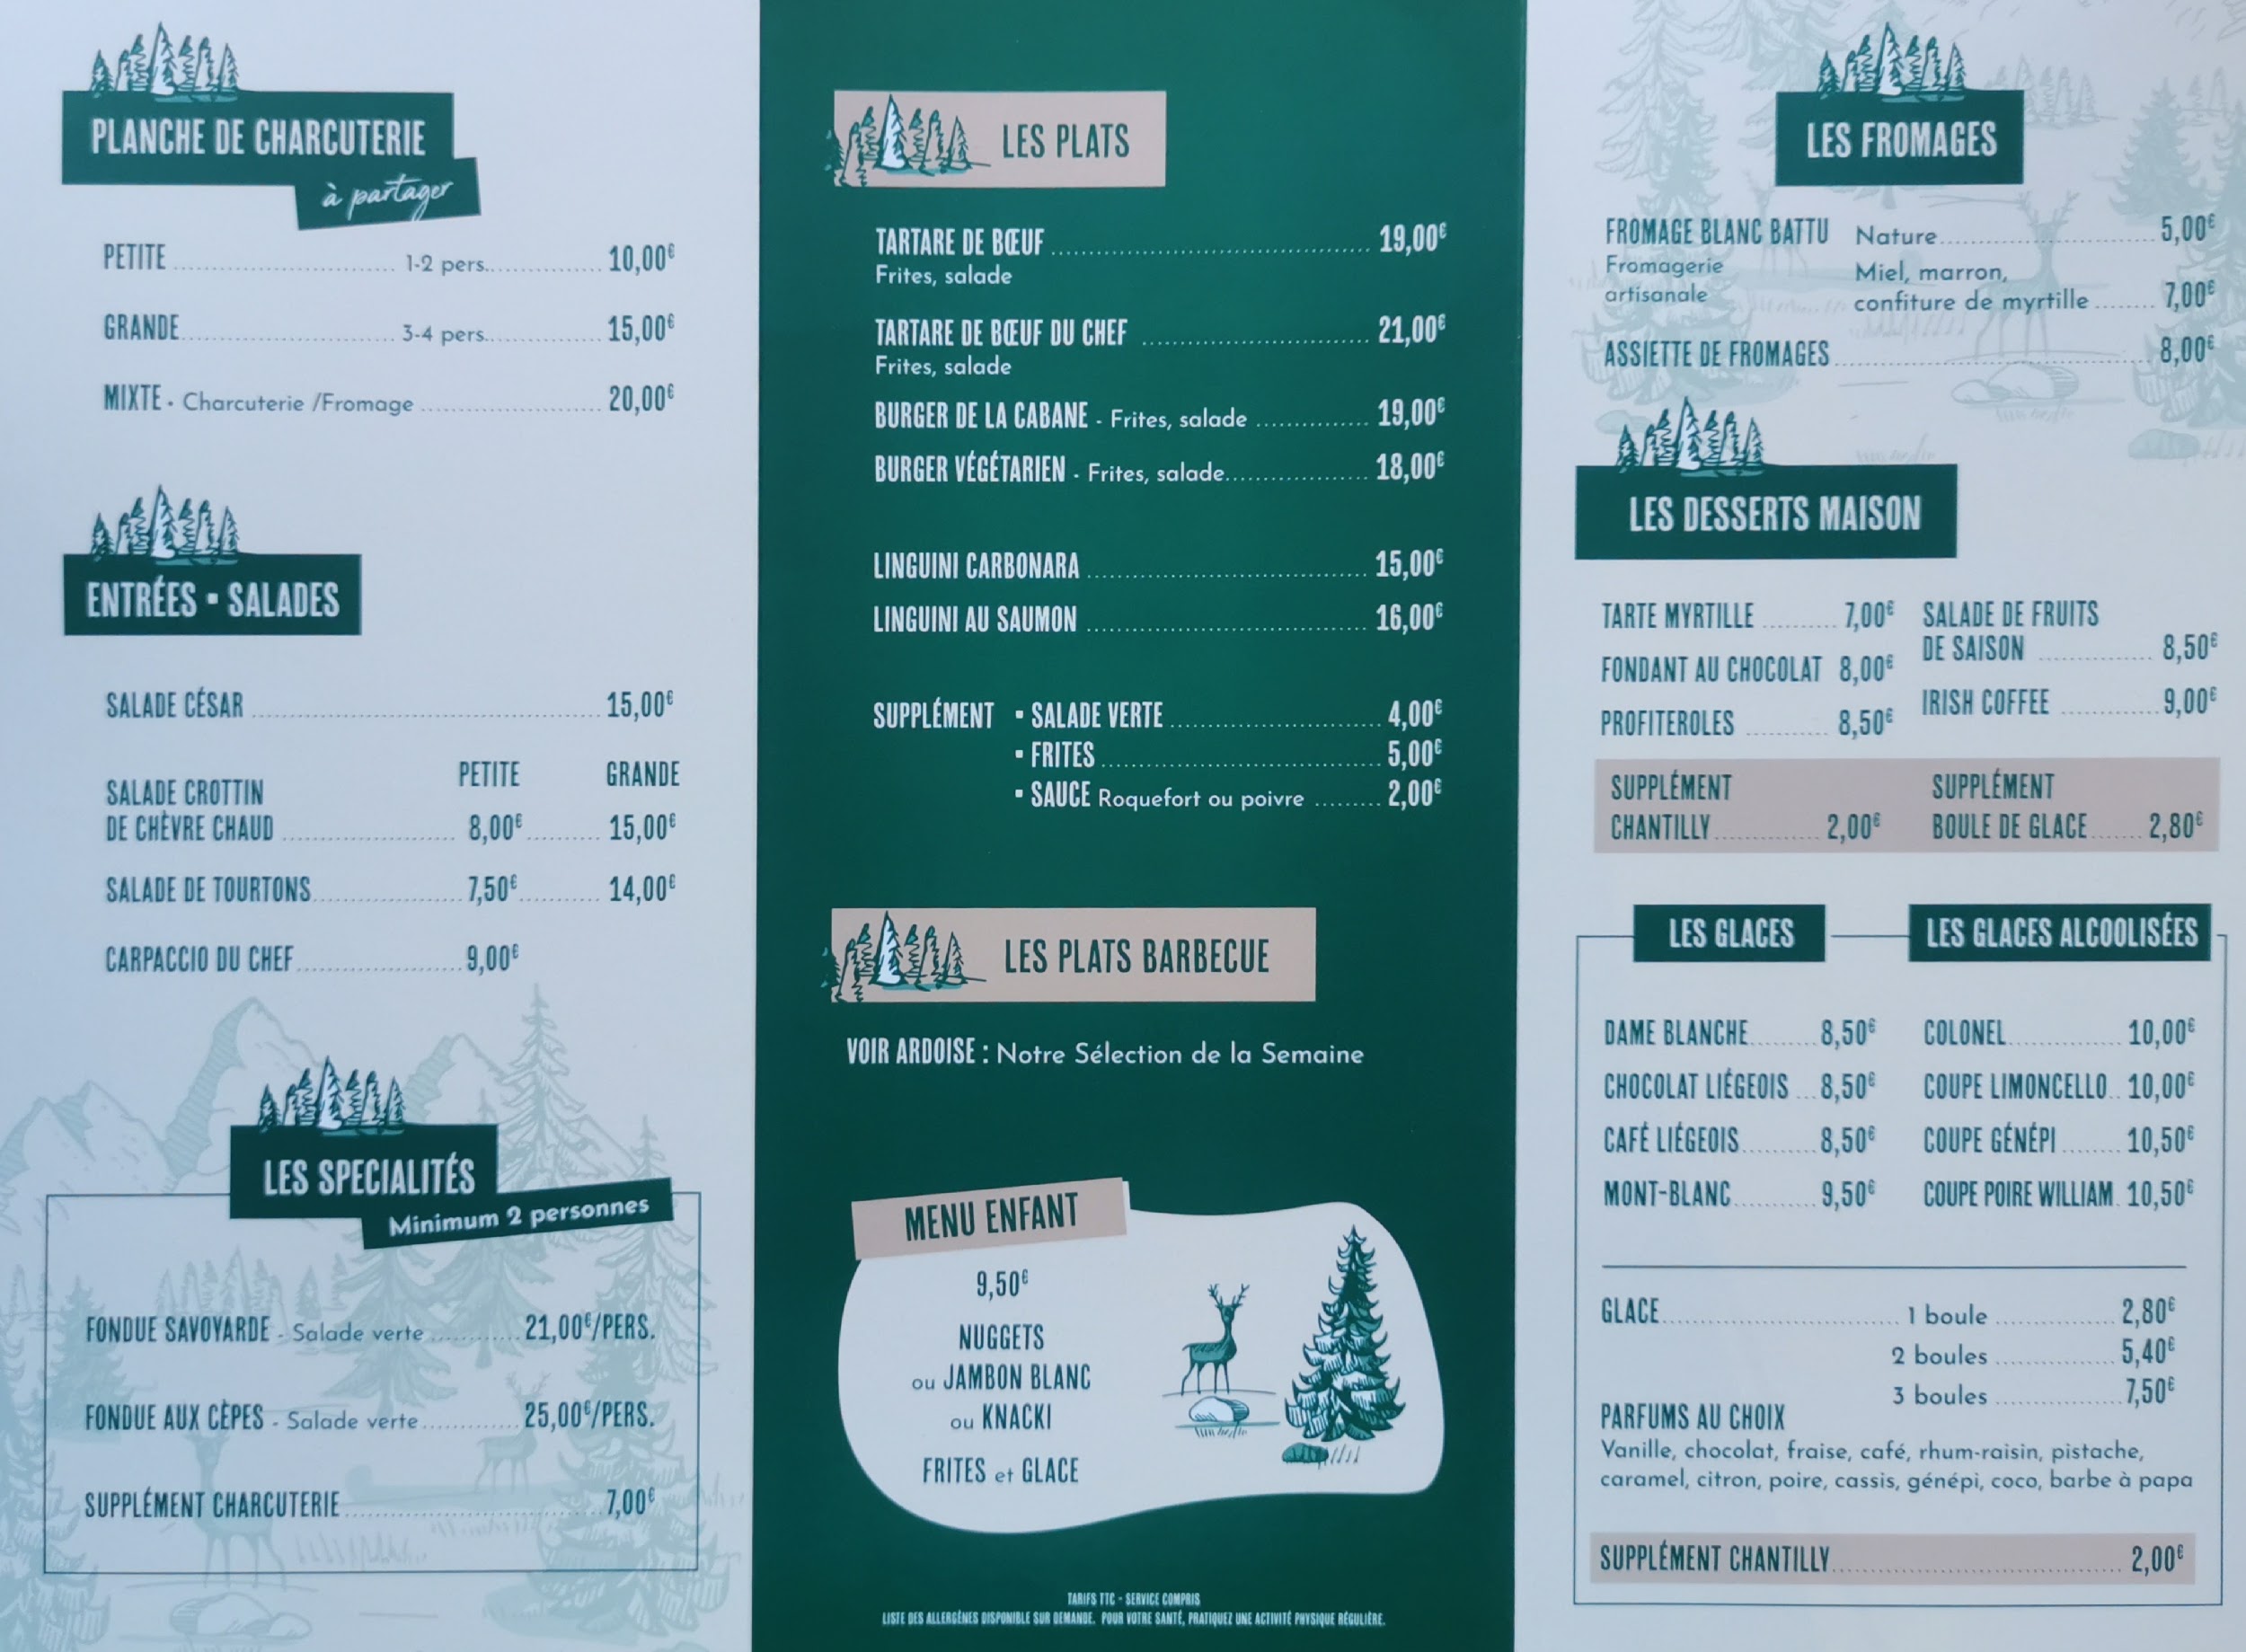 PLANCHE DE CHARCUTERIE
à partager
PETITE 1-2 pers. 10,00€
GRANDE 3-4 pers. 15,00€
MIXTE - Charcuterie /Fromage 20,00€
ENTRÉES - SALADES
SALADE CÉSAR 15,00€
PETITE GRANDE
SALADE CROTTIN
DE CHÈVRE CHAUD 8,00€ 15,00€
SALADE DE TOURTONS 7,50€ 14,00€
CARPACCIO DU CHEF 9,00€
LES SPECIALITÉS
Minimum 2 personnes
FONDUE SAVOYARDE - Salade verte 21,00€/PERS.
FONDUE AUX CÈPES - Salade verte 25,00€/PERS.
SUPPLÉMENT CHARCUTERIE 7,00€
LES PLATS
TARTARE DE BŒUF 19,00€
Frites, salade
TARTARE DE BŒUF DU CHEF 21,00€
Frites, salade
BURGER DE LA CABANE - Frites, salade 19,00€
BURGER VÉGÉTARIEN - Frites, salade 18,00€
LINGUINI CARBONARA 15,00€
LINGUINI AU SAUMON 16,00€
SUPPLÉMENT ▪ SALADE VERTE 4,00€
▪ FRITES 5,00€
▪ SAUCE Roquefort ou poivre 2,00€
LES PLATS BARBECUE
VOIR ARDOISE : Notre Sélection de la Semaine
MENU ENFANT
9,50€
NUGGETS
ou JAMBON BLANC
ou KNACKI
FRITES et GLACE
TARIFS TTC - SERVICE COMPRIS
LISTE DES ALLERGÈNES DISPONIBLE SUR DEMANDE. POUR VOTRE SANTÉ, PRATIQUEZ UNE ACTIVITÉ PHYSIQUE RÉGULIÈRE.
LES FROMAGES
FROMAGE BLANC BATTU Nature 5,00€
Fromagerie Miel, marron,
artisanale confiture de myrtille 7,00€
ASSIETTE DE FROMAGES 8,00€
LES DESSERTS MAISON
TARTE MYRTILLE 7,00€
FONDANT AU CHOCOLAT 8,00€
PROFITEROLES 8,50€
SALADE DE FRUITS
DE SAISON 8,50€
IRISH COFFEE 9,00€
SUPPLÉMENT
CHANTILLY 2,00€
SUPPLÉMENT
BOULE DE GLACE 2,80€
LES GLACES
DAME BLANCHE 8,50€
CHOCOLAT LIÉGEOIS 8,50€
CAFÉ LIÉGEOIS 8,50€
MONT-BLANC 9,50€
LES GLACES ALCOOLISÉES
COLONEL 10,00€
COUPE LIMONCELLO 10,00€
COUPE GÉNÉPI 10,50€
COUPE POIRE WILLIAM 10,50€
GLACE 1 boule 2,80€
2 boules 5,40€
3 boules 7,50€
PARFUMS AU CHOIX
Vanille, chocolat, fraise, café, rhum-raisin, pistache,
caramel, citron, poire, cassis, génépi, coco, barbe à papa
SUPPLÉMENT CHANTILLY 2,00€